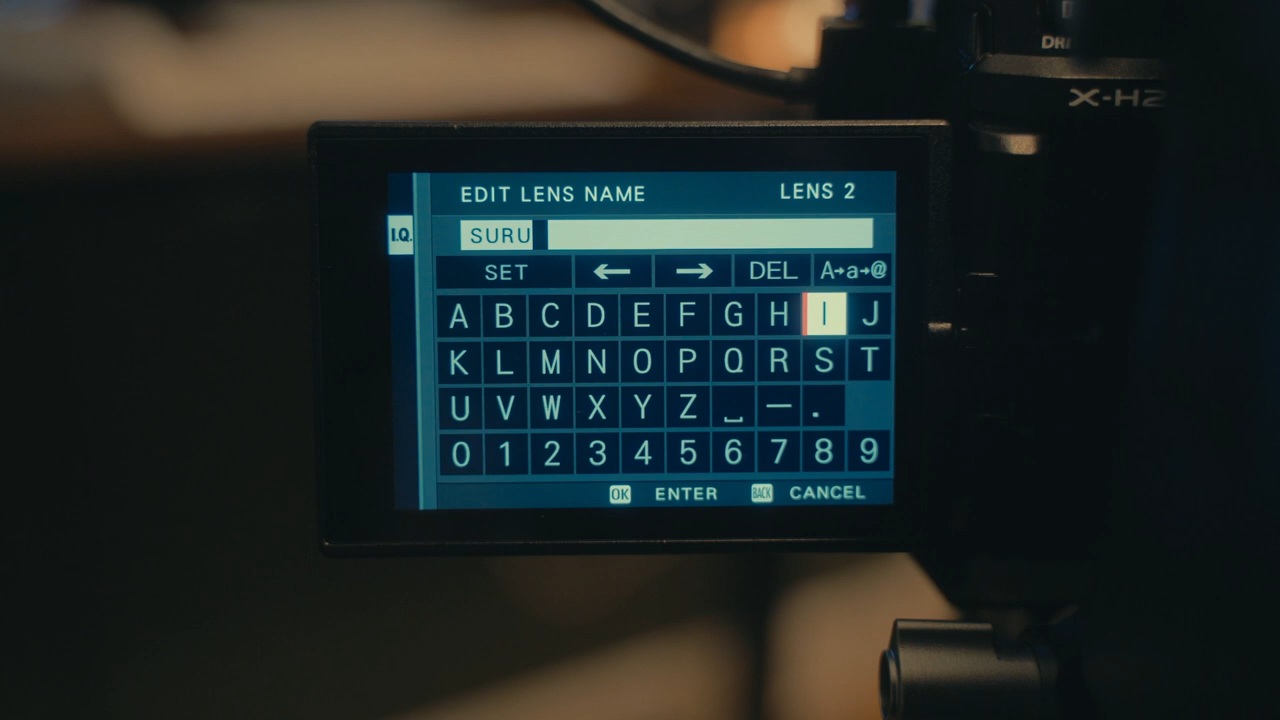 X-H2
EDIT LENS NAME LENS 2
I.Q.
SURU
SET ← → DEL A→a→@
A B C D E F G H I J
K L M N O P Q R S T
U V W X Y Z ␣ — .
0 1 2 3 4 5 6 7 8 9
OK ENTER BACK CANCEL